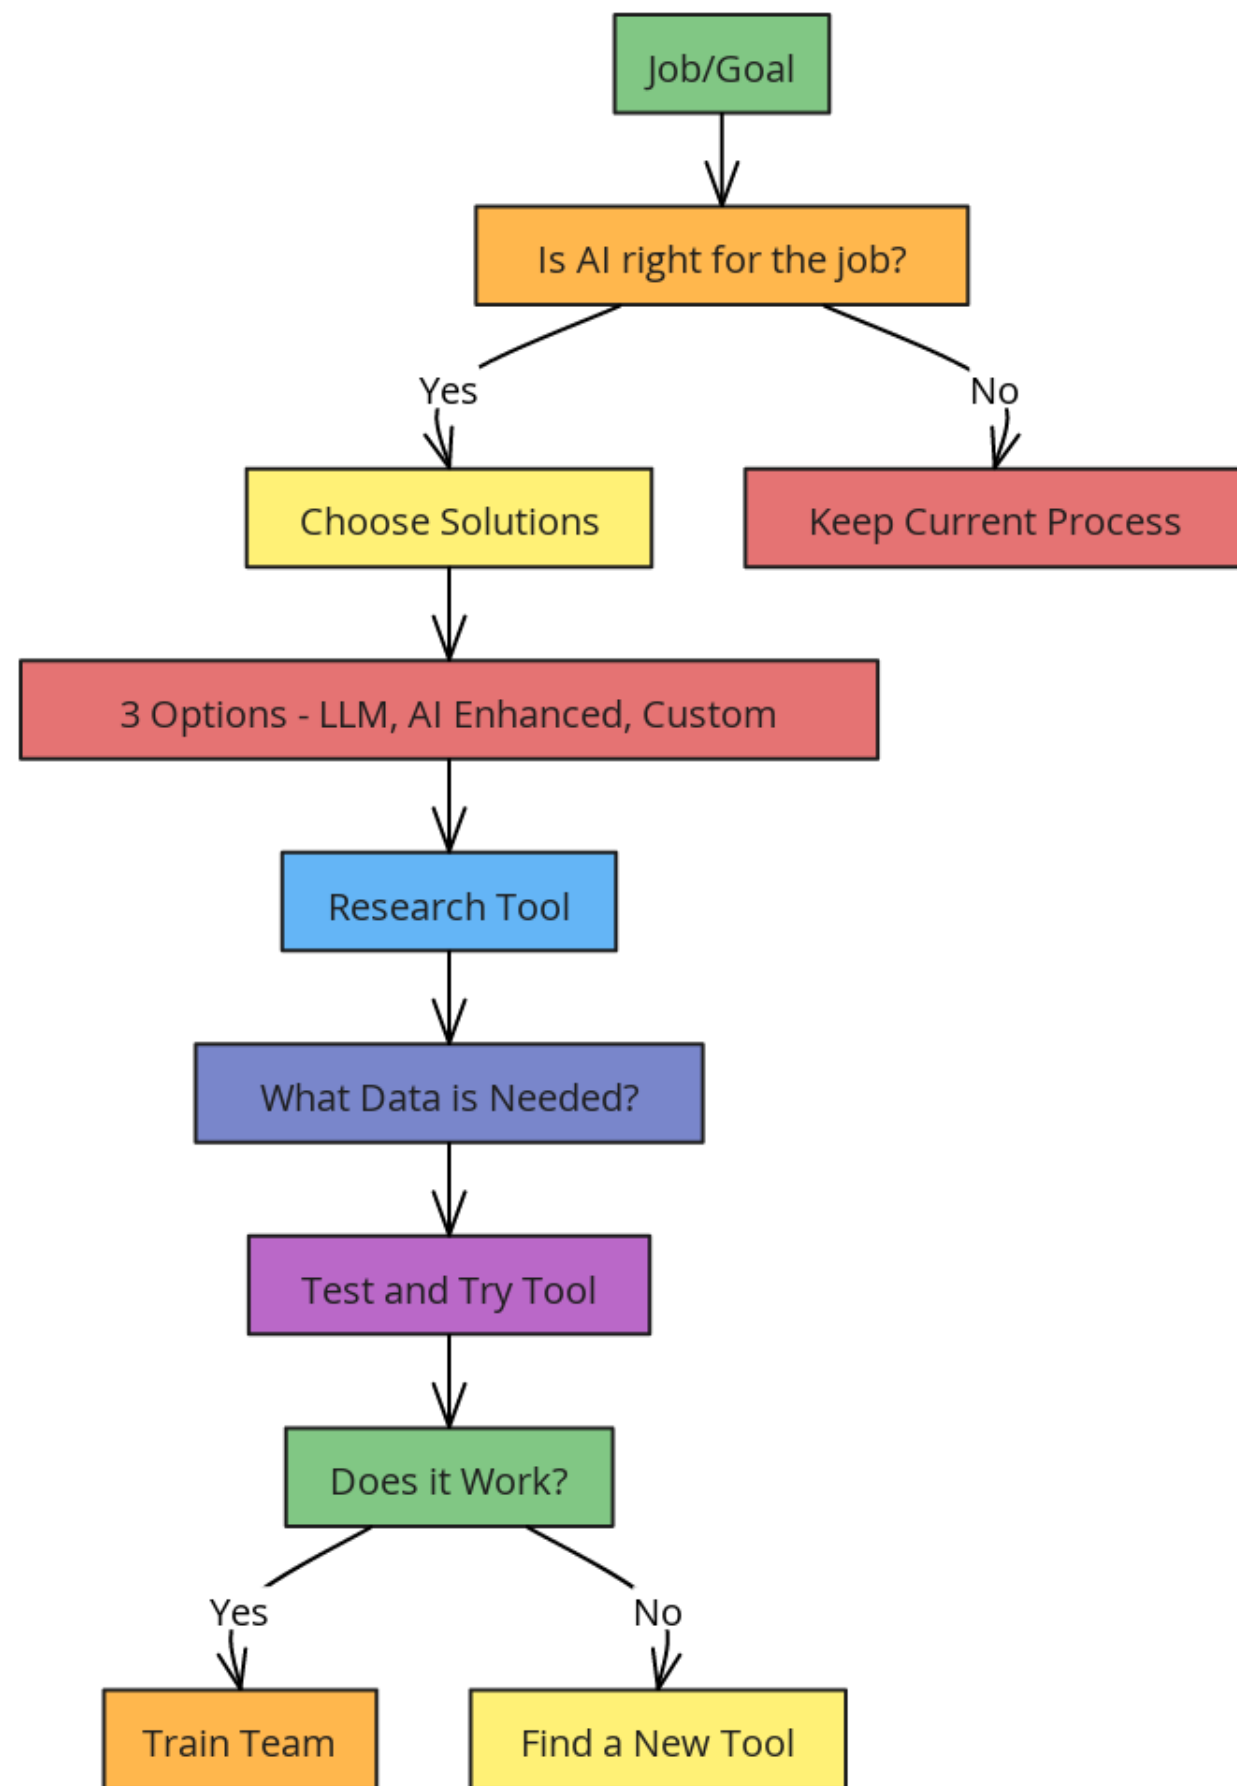 Job/Goal
Is AI right for the job?
Yes
No
Choose Solutions
Keep Current Process
3 Options - LLM, AI Enhanced, Custom
Research Tool
What Data is Needed?
Test and Try Tool
Does it Work?
Yes
No
Train Team
Find a New Tool